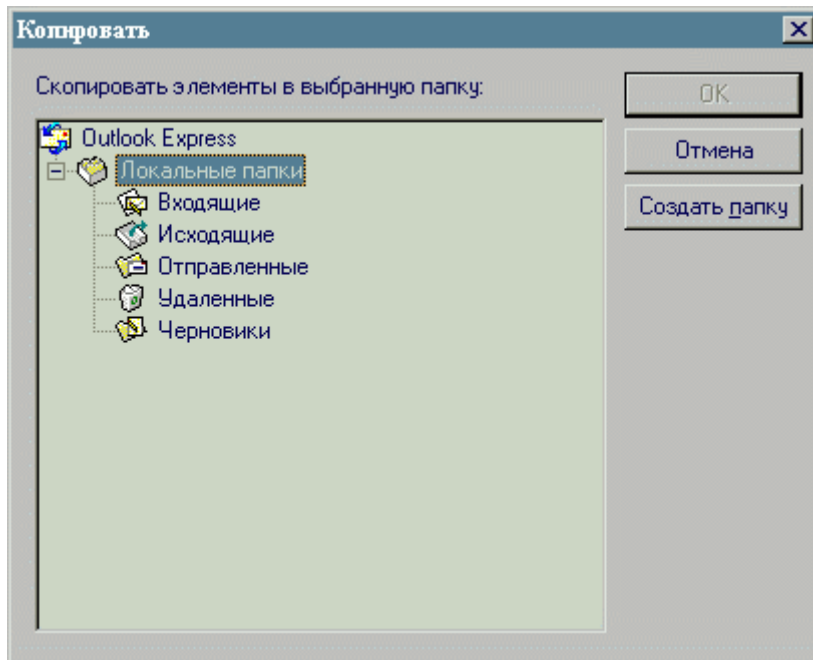 Копировать
Скопировать элементы в выбранную папку:
OK
Outlook Express
Отмена
Локальные папки
Входящие
Создать папку
Исходящие
Отправленные
Удаленные
Черновики